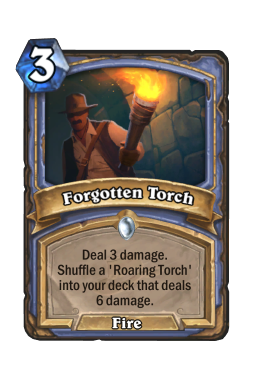 3
Forgotten Torch
Deal 3 damage.
Shuffle a 'Roaring Torch'
into your deck that deals
6 damage.
Fire